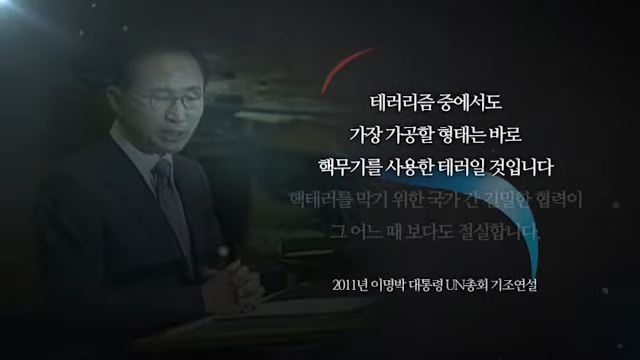 테러리즘 중에서도
가장 가공할 형태는 바로
핵무기를 사용한 테러일 것입니다
핵테러를 막기 위한 국가 간 긴밀한 협력이
그 어느 때 보다도 절실합니다.
2011년 이명박 대통령 UN총회 기조연설